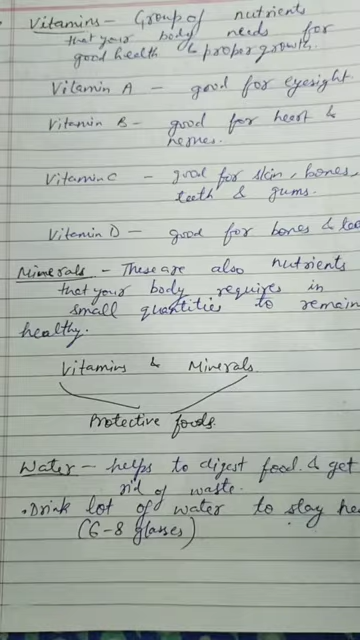 Vitamins - Group of nutrients
that your body needs for
good health & proper growth.
Vitamin A - good for eyesight.
Vitamin B - good for heart &
nerves.
Vitamin C - good for skin, bones,
teeth & gums.
Vitamin D - good for bones &
Minerals - These are also nutrients
that your body requires in
small quantities to remain
healthy.
Vitamins & Minerals
Protective foods
Water - helps to digest food & get
rid of waste.
• Drink lot of water to stay
(6-8 glasses)